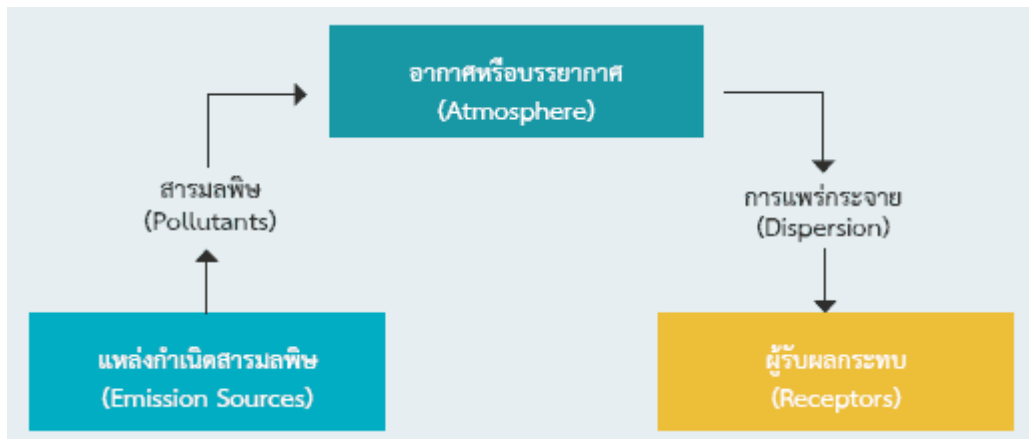 อากาศหรือบรรยากาศ
(Atmosphere)
สารมลพิษ
(Pollutants)
การแพร่กระจาย
(Dispersion)
แหล่งกำเนิดสารมลพิษ
(Emission Sources)
ผู้รับผลกระทบ
(Receptors)